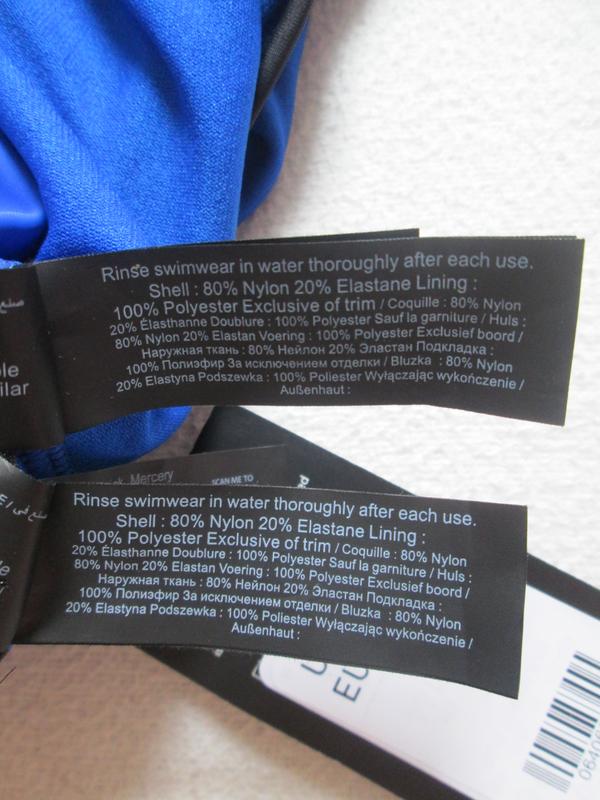 Rinse swimwear in water thoroughly after each use.
Shell : 80% Nylon 20% Elastane Lining :
100% Polyester Exclusive of trim / Coquille : 80% Nylon
20% Élasthanne Doublure : 100% Polyester Sauf la garniture / Huls :
80% Nylon 20% Elastan Voering : 100% Polyester Exclusief boord /
Наружная ткань : 80% Нейлон 20% Эластан Подкладка :
100% Полиэфир За исключением отделки / Bluzka : 80% Nylon
20% Elastyna Podszewka : 100% Poliester Wyłączając wykończenie /
Außenhaut :
Mercery
SCAN ME TO
Rinse swimwear in water thoroughly after each use.
Shell : 80% Nylon 20% Elastane Lining :
100% Polyester Exclusive of trim / Coquille : 80% Nylon
20% Élasthanne Doublure : 100% Polyester Sauf la garniture / Huls :
80% Nylon 20% Elastan Voering : 100% Polyester Exclusief boord /
Наружная ткань : 80% Нейлон 20% Эластан Подкладка :
100% Полиэфир За исключением отделки / Bluzka : 80% Nylon
20% Elastyna Podszewka : 100% Poliester Wyłączając wykończenie /
Außenhaut :
EU